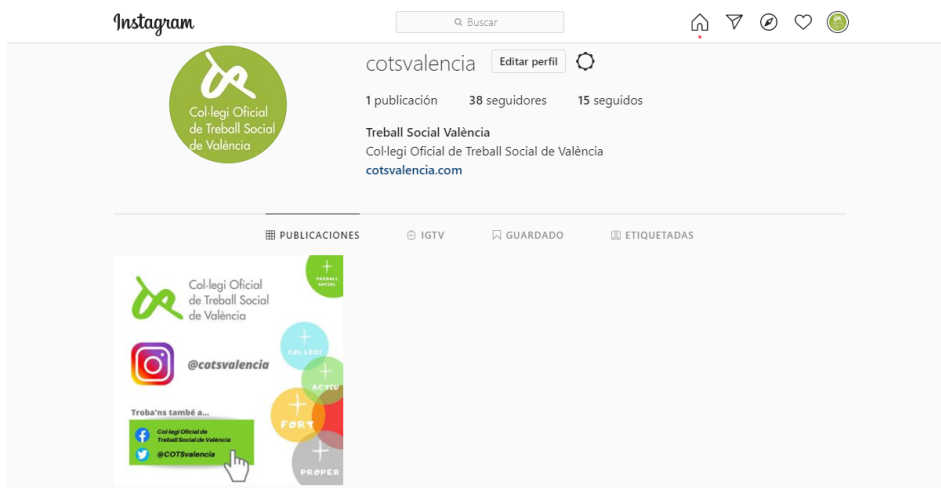 Instagram
Buscar
cotsvalencia
Editar perfil
1 publicación 38 seguidores 15 seguidos
Treball Social València
Col·legi Oficial de Treball Social de València
cotsvalencia.com
Col·legi Oficial
de Treball Social
de València
PUBLICACIONES IGTV GUARDADO ETIQUETADAS
Col·legi Oficial
de Treball Social
de València
TREBALL
SOCIAL
COL·LEGI
@cotsvalencia
ACTIU
FORT
Troba'ns també a...
Col·legi Oficial de
Treball Social de València
@COTSvalencia
PROPER